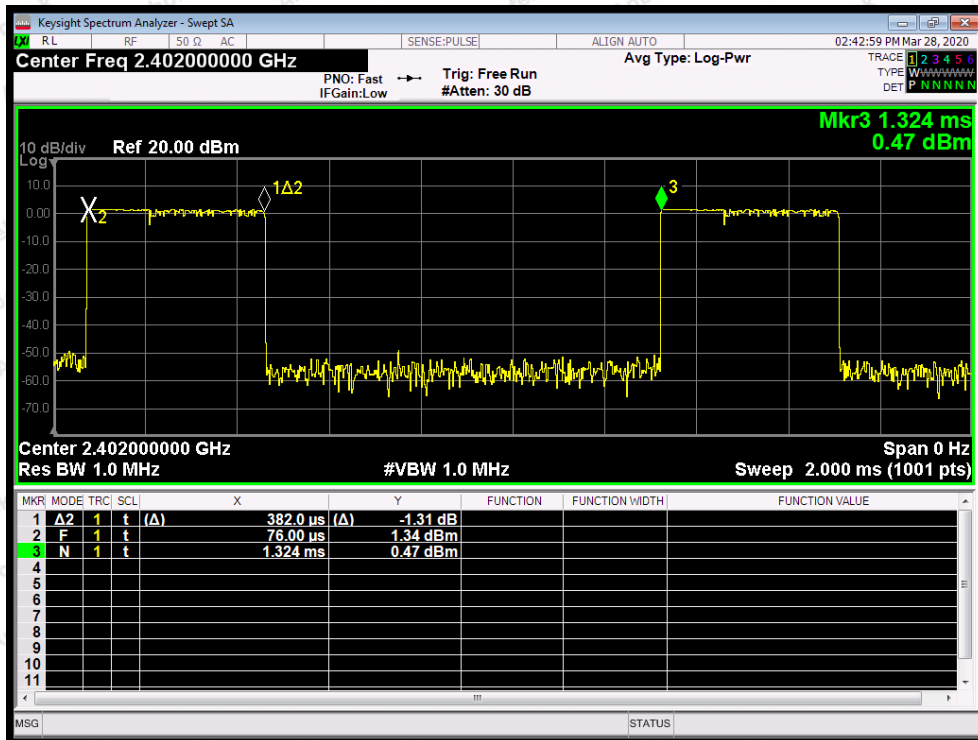 Keysight Spectrum Analyzer - Swept SA
LXI RL RF 50 Ω AC SENSE:PULSE ALIGN AUTO 02:42:59 PM Mar 28, 2020
Center Freq 2.402000000 GHz
PNO: Fast
IFGain:Low
Trig: Free Run
#Atten: 30 dB
Avg Type: Log-Pwr
TRACE 1 2 3 4 5 6
TYPE WWWWWW
DET P N N N N N
Mkr3 1.324 ms
0.47 dBm
10 dB/div Ref 20.00 dBm
Log
10.0
0.00
-10.0
-20.0
-30.0
-40.0
-50.0
-60.0
-70.0
2
1Δ2
3
Center 2.402000000 GHz Span 0 Hz
Res BW 1.0 MHz #VBW 1.0 MHz Sweep 2.000 ms (1001 pts)
MKR MODE TRC SCL X Y FUNCTION FUNCTION WIDTH FUNCTION VALUE
1 Δ2 1 t (Δ) 382.0 µs (Δ) -1.31 dB
2 F 1 t 76.00 µs 1.34 dBm
3 N 1 t 1.324 ms 0.47 dBm
4
5
6
7
8
9
10
11
MSG STATUS